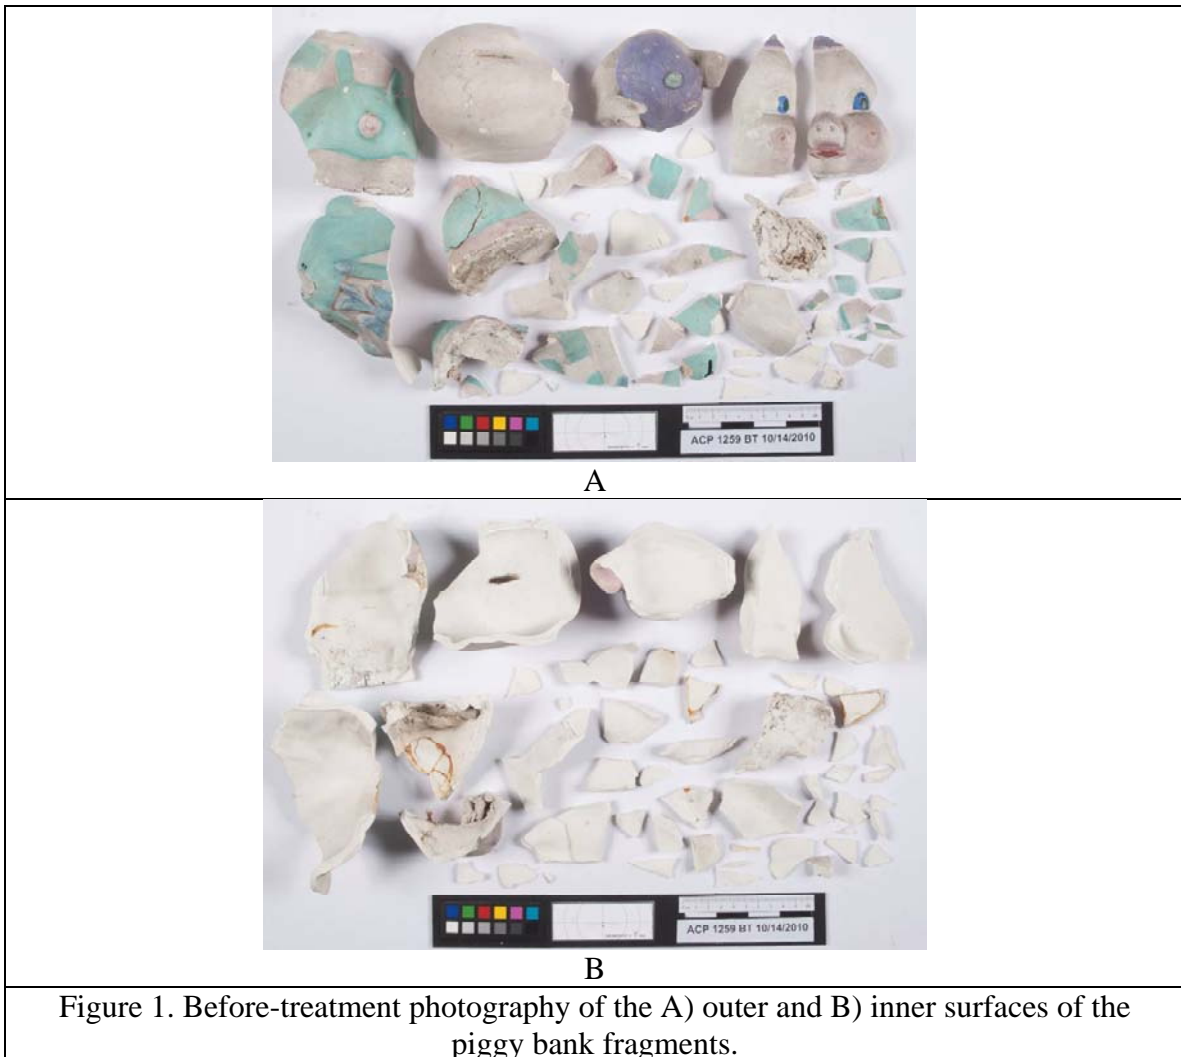 ACP 1259 BT 10/14/2010
A
ACP 1259 BT 10/14/2010
B
Figure 1. Before-treatment photography of the A) outer and B) inner surfaces of the
piggy bank fragments.